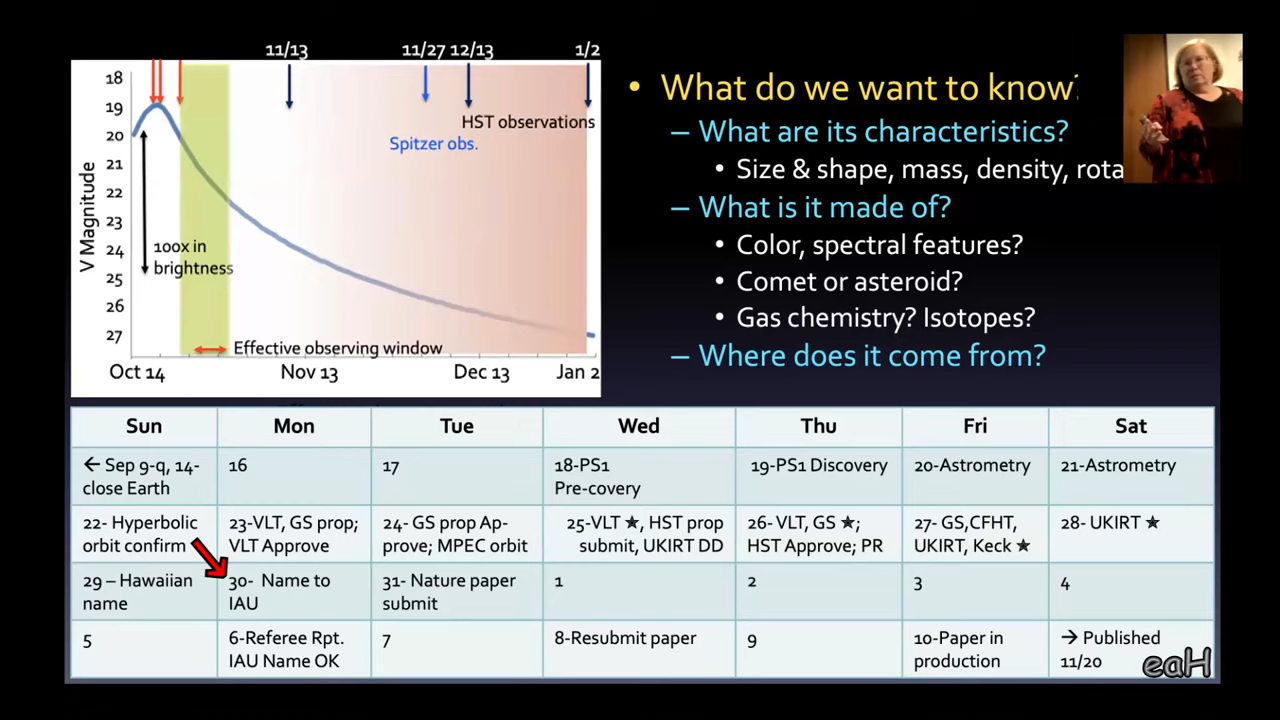 11/13
11/27 12/13
1/2
18
19
20
21
22
23
24
25
26
27
V Magnitude
HST observations
Spitzer obs.
100x in
brightness
Effective observing window
Oct 14
Nov 13
Dec 13
Jan 2
• What do we want to know?
– What are its characteristics?
• Size & shape, mass, density, rota
– What is it made of?
• Color, spectral features?
• Comet or asteroid?
• Gas chemistry? Isotopes?
– Where does it come from?
Sun Mon Tue Wed Thu Fri Sat
← Sep 9-q, 14-
close Earth
16
17
18-PS1
Pre-covery
19-PS1 Discovery
20-Astrometry
21-Astrometry
22- Hyperbolic
orbit confirm
23-VLT, GS prop;
VLT Approve
24- GS prop Ap-
prove; MPEC orbit
25-VLT ★, HST prop
submit, UKIRT DD
26- VLT, GS ★;
HST Approve; PR
27- GS,CFHT,
UKIRT, Keck ★
28- UKIRT ★
29 – Hawaiian
name
30- Name to
IAU
31- Nature paper
submit
1
2
3
4
5
6-Referee Rpt.
IAU Name OK
7
8-Resubmit paper
9
10-Paper in
production
→ Published
11/20
eaH